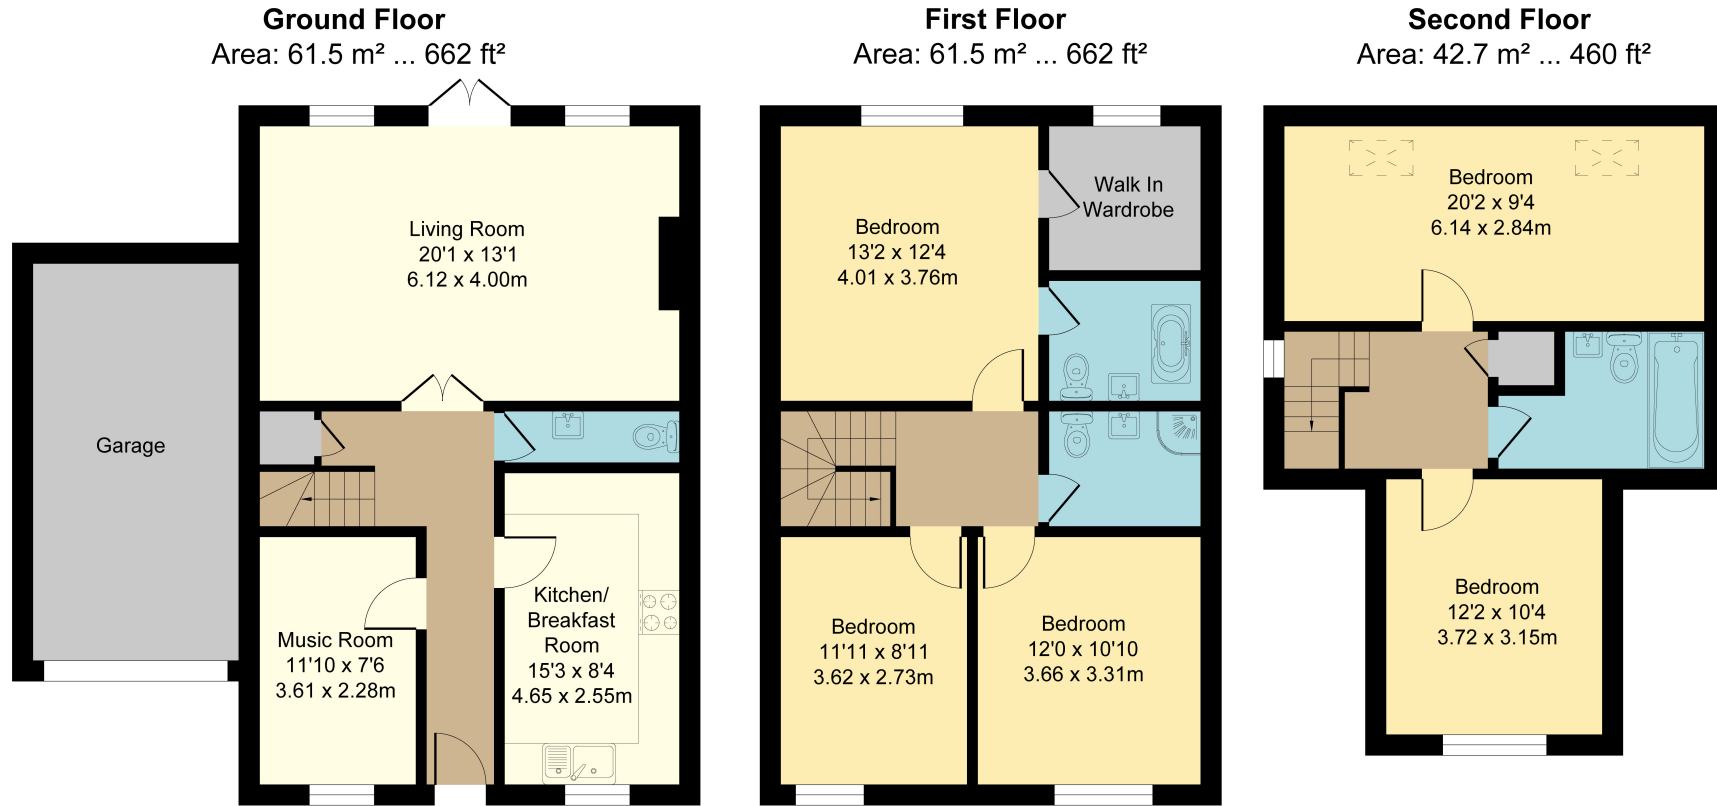 Ground Floor
Area: 61.5 m² ... 662 ft²
Living Room
20'1 x 13'1
6.12 x 4.00m
Garage
Music Room
11'10 x 7'6
3.61 x 2.28m
Kitchen/
Breakfast
Room
15'3 x 8'4
4.65 x 2.55m
First Floor
Area: 61.5 m² ... 662 ft²
Bedroom
13'2 x 12'4
4.01 x 3.76m
Walk In
Wardrobe
Bedroom
11'11 x 8'11
3.62 x 2.73m
Bedroom
12'0 x 10'10
3.66 x 3.31m
Second Floor
Area: 42.7 m² ... 460 ft²
Bedroom
20'2 x 9'4
6.14 x 2.84m
Bedroom
12'2 x 10'4
3.72 x 3.15m